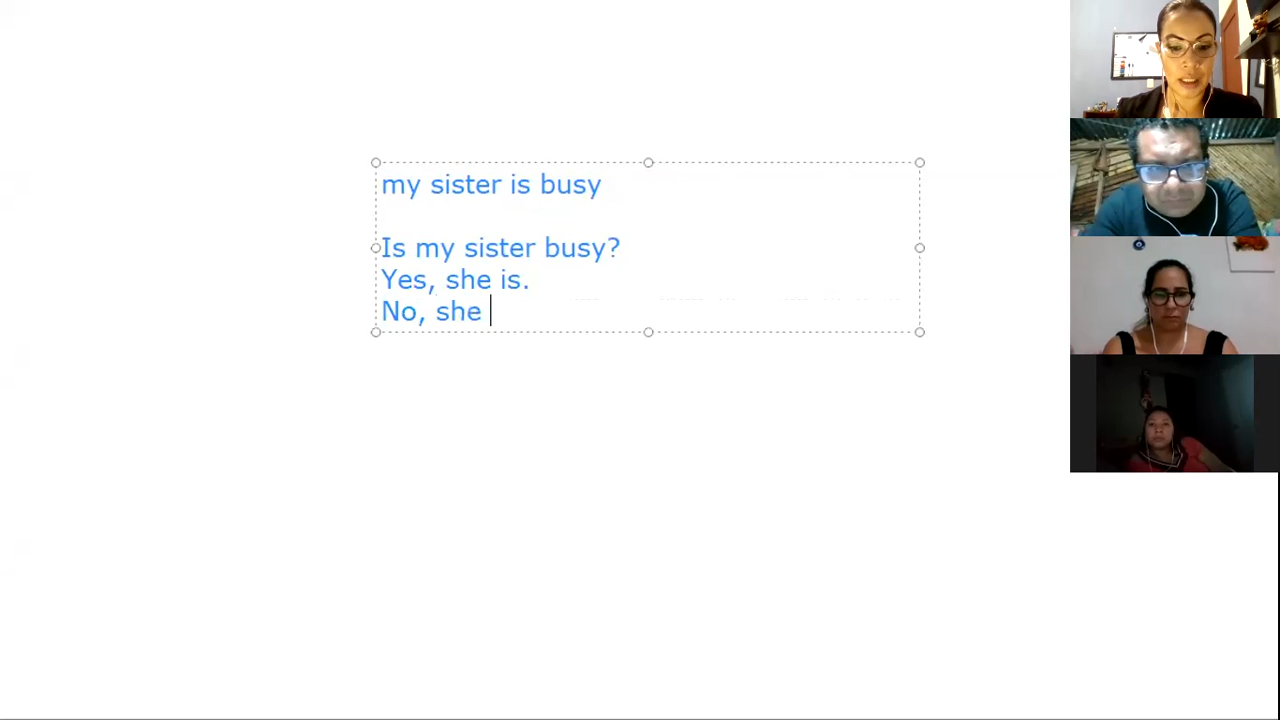 my sister is busy
Is my sister busy?
Yes, she is.
No, she